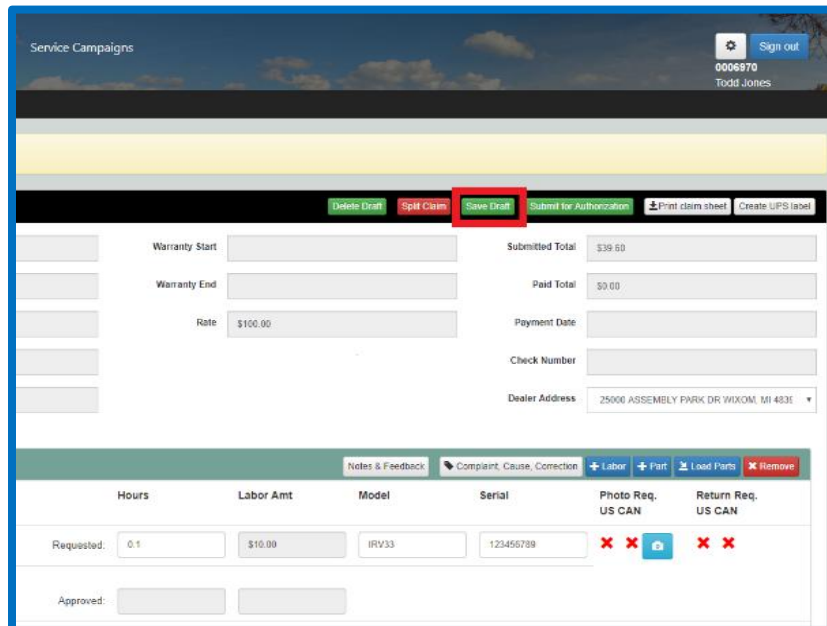 Service Campaigns
Sign out
0006970
Todd Jones
Delete Draft Split Claim Save Draft Submit for Authorization Print claim sheet Create UPS label
Warranty Start Submitted Total $39.60
Warranty End Paid Total $0.00
Rate $100.00 Payment Date
Check Number
Dealer Address 25000 ASSEMBLY PARK DR WIXOM, MI 4839
Notes & Feedback Complaint, Cause, Correction + Labor + Part Load Parts Remove
Hours Labor Amt Model Serial Photo Req. Return Req.
US CAN US CAN
Requested: 0.1 $10.00 IRV33 123456789
Approved: